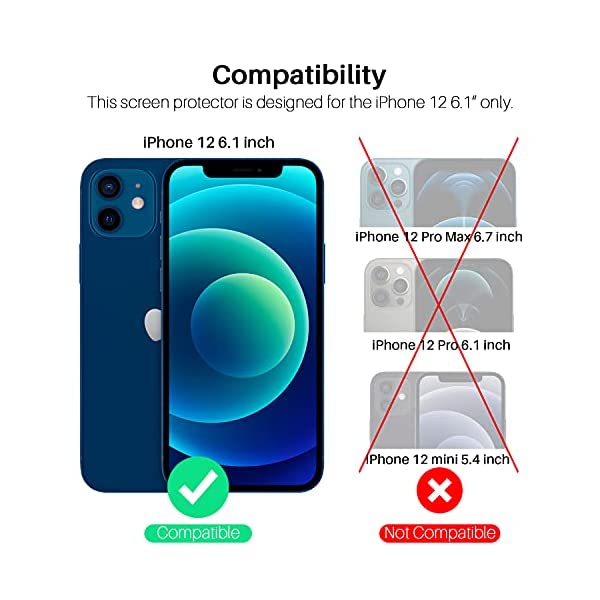 Compatibility
This screen protector is designed for the iPhone 12 6.1" only.
iPhone 12 6.1 inch
iPhone 12 Pro Max 6.7 inch
iPhone 12 Pro 6.1 inch
iPhone 12 mini 5.4 inch
Compatible
Not Compatible